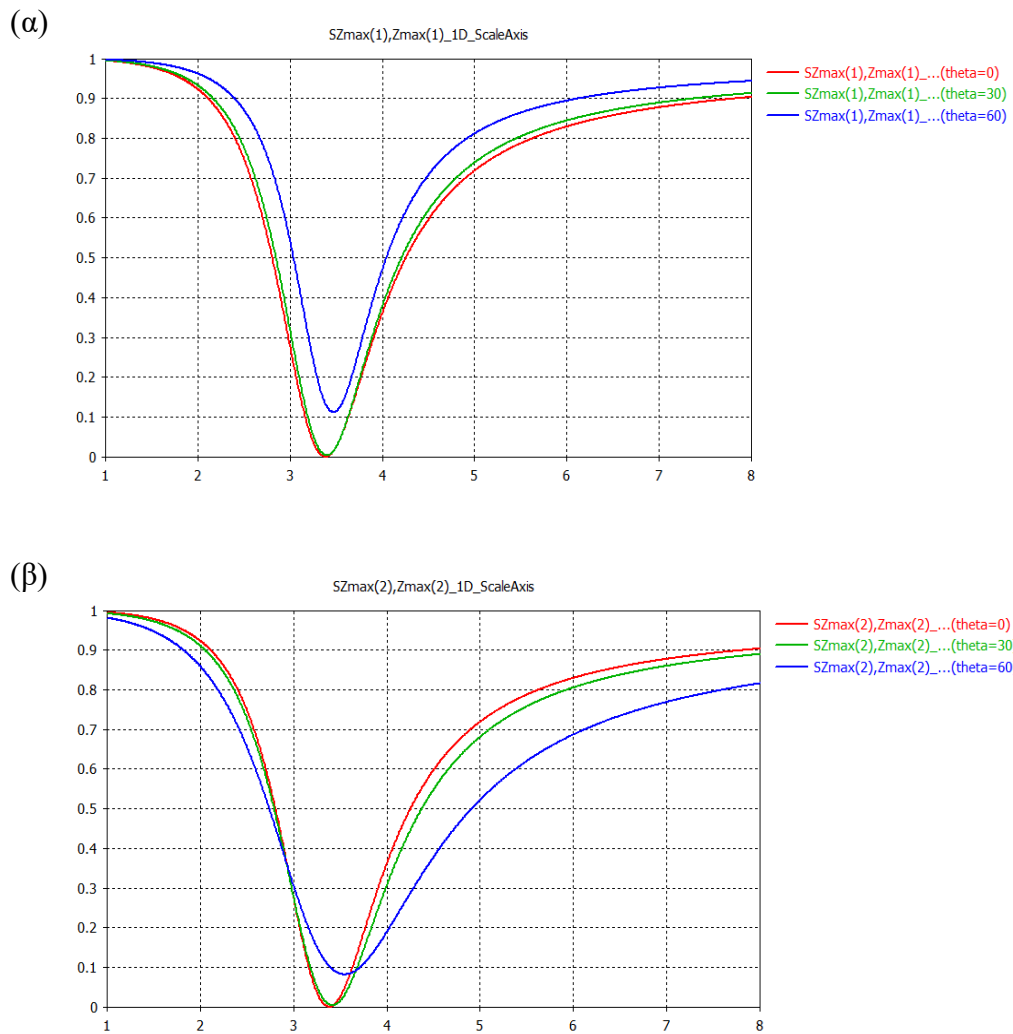 (α)
SZmax(1),Zmax(1)_1D_ScaleAxis
1
0.9
0.8
0.7
0.6
0.5
0.4
0.3
0.2
0.1
0
1 2 3 4 5 6 7 8
SZmax(1),Zmax(1)_...(theta=0)
SZmax(1),Zmax(1)_...(theta=30)
SZmax(1),Zmax(1)_...(theta=60)
(β)
SZmax(2),Zmax(2)_1D_ScaleAxis
1
0.9
0.8
0.7
0.6
0.5
0.4
0.3
0.2
0.1
0
1 2 3 4 5 6 7 8
SZmax(2),Zmax(2)_...(theta=0)
SZmax(2),Zmax(2)_...(theta=30
SZmax(2),Zmax(2)_...(theta=60